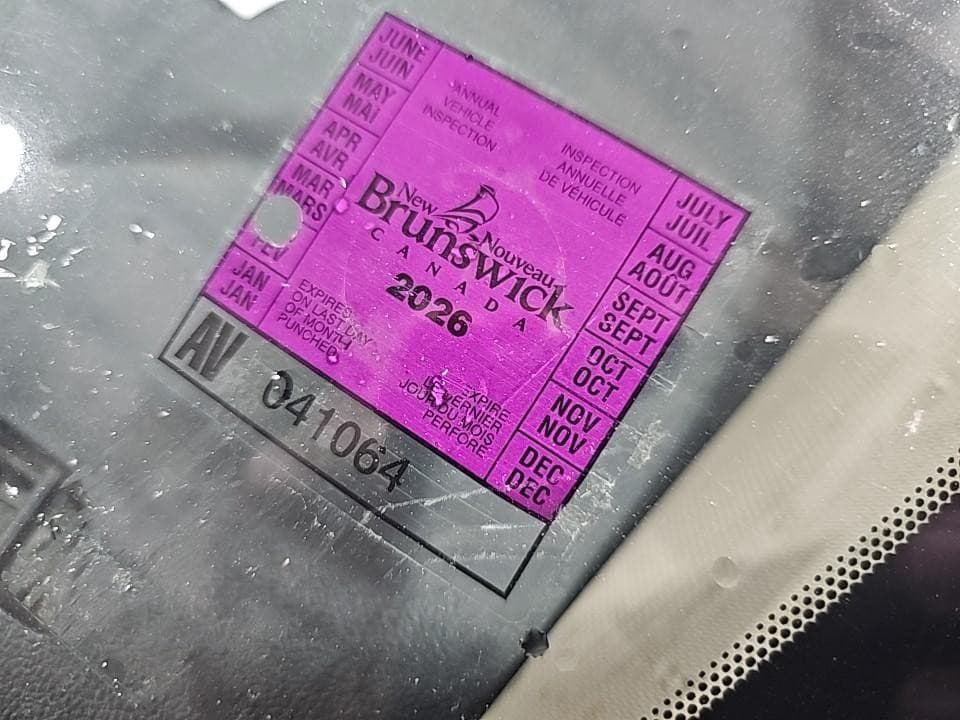 JUNE
JUIN
MAY
MAI
APR
AVR
MAR
MARS
FEV
JAN
JAN
ANNUAL
VEHICLE
INSPECTION
INSPECTION
ANNUELLE
DE VÉHICULE
New Nouveau
Brunswick
CANADA
2026
EXPIRES
ON LAST DAY
OF MONTH
PUNCHED
EXPIRE
LE DERNIER
JOUR DU MOIS
PERFORÉ
JULY
JUIL
AUG
AOÛT
SEPT
SEPT
OCT
OCT
NOV
NOV
DEC
DEC
AV 041064